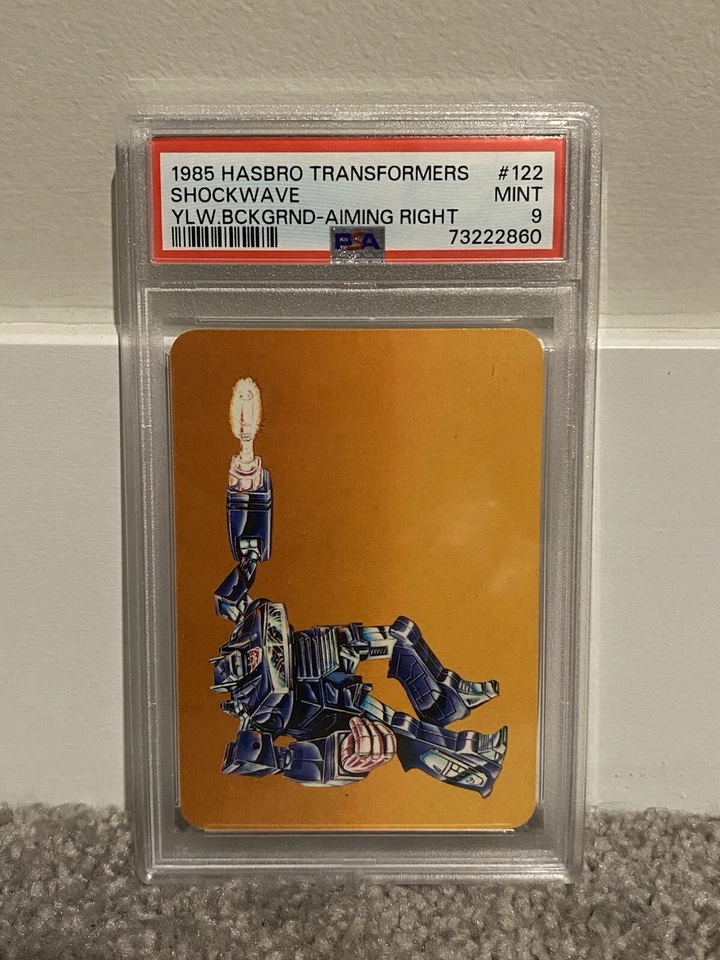 1985 HASBRO TRANSFORMERS #122
SHOCKWAVE MINT
YLW.BCKGRND-AIMING RIGHT 9
PSA 73222860